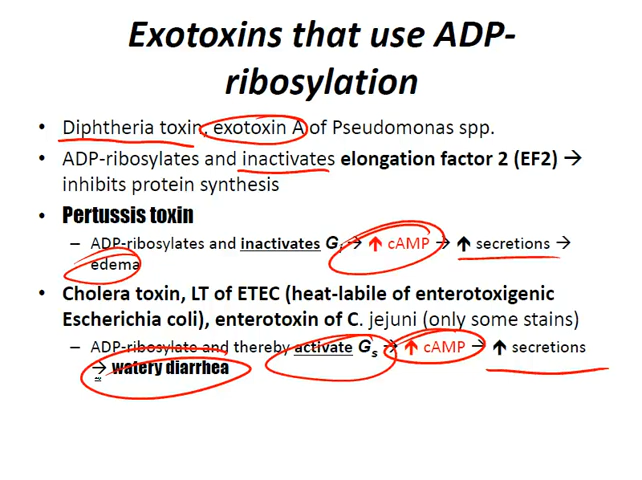 Exotoxins that use ADP-
ribosylation
• Diphtheria toxin, exotoxin A of Pseudomonas spp.
• ADP-ribosylates and inactivates elongation factor 2 (EF2) →
inhibits protein synthesis
• Pertussis toxin
– ADP-ribosylates and inactivates Gi → ↑ cAMP → ↑ secretions →
edema
• Cholera toxin, LT of ETEC (heat-labile of enterotoxigenic
Escherichia coli), enterotoxin of C. jejuni (only some stains)
– ADP-ribosylate and thereby activate Gs → ↑ cAMP → ↑ secretions
→ watery diarrhea